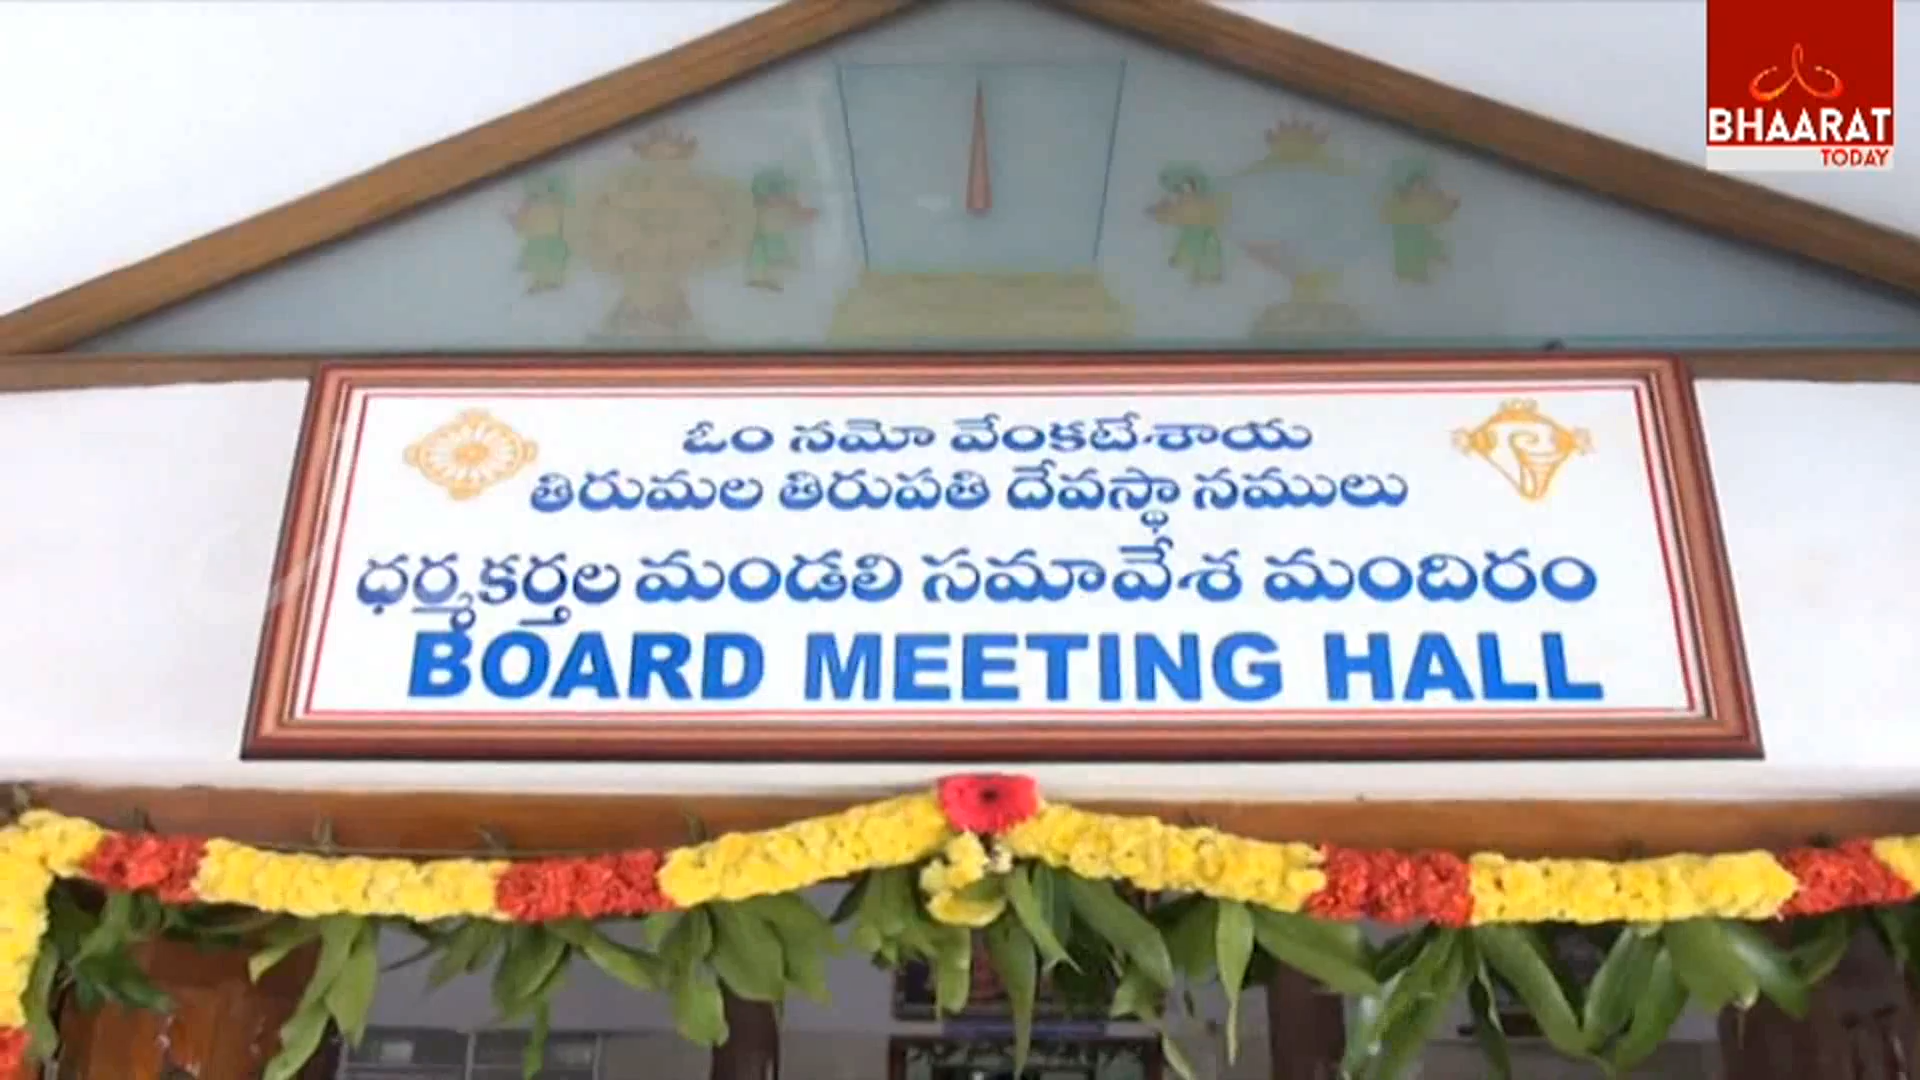 BHAARAT
TODAY
ఓం నమో వేంకటేశాయ
తిరుమల తిరుపతి దేవస్థానములు
ధర్మకర్తల మండలి సమావేశ మందిరం
BOARD MEETING HALL